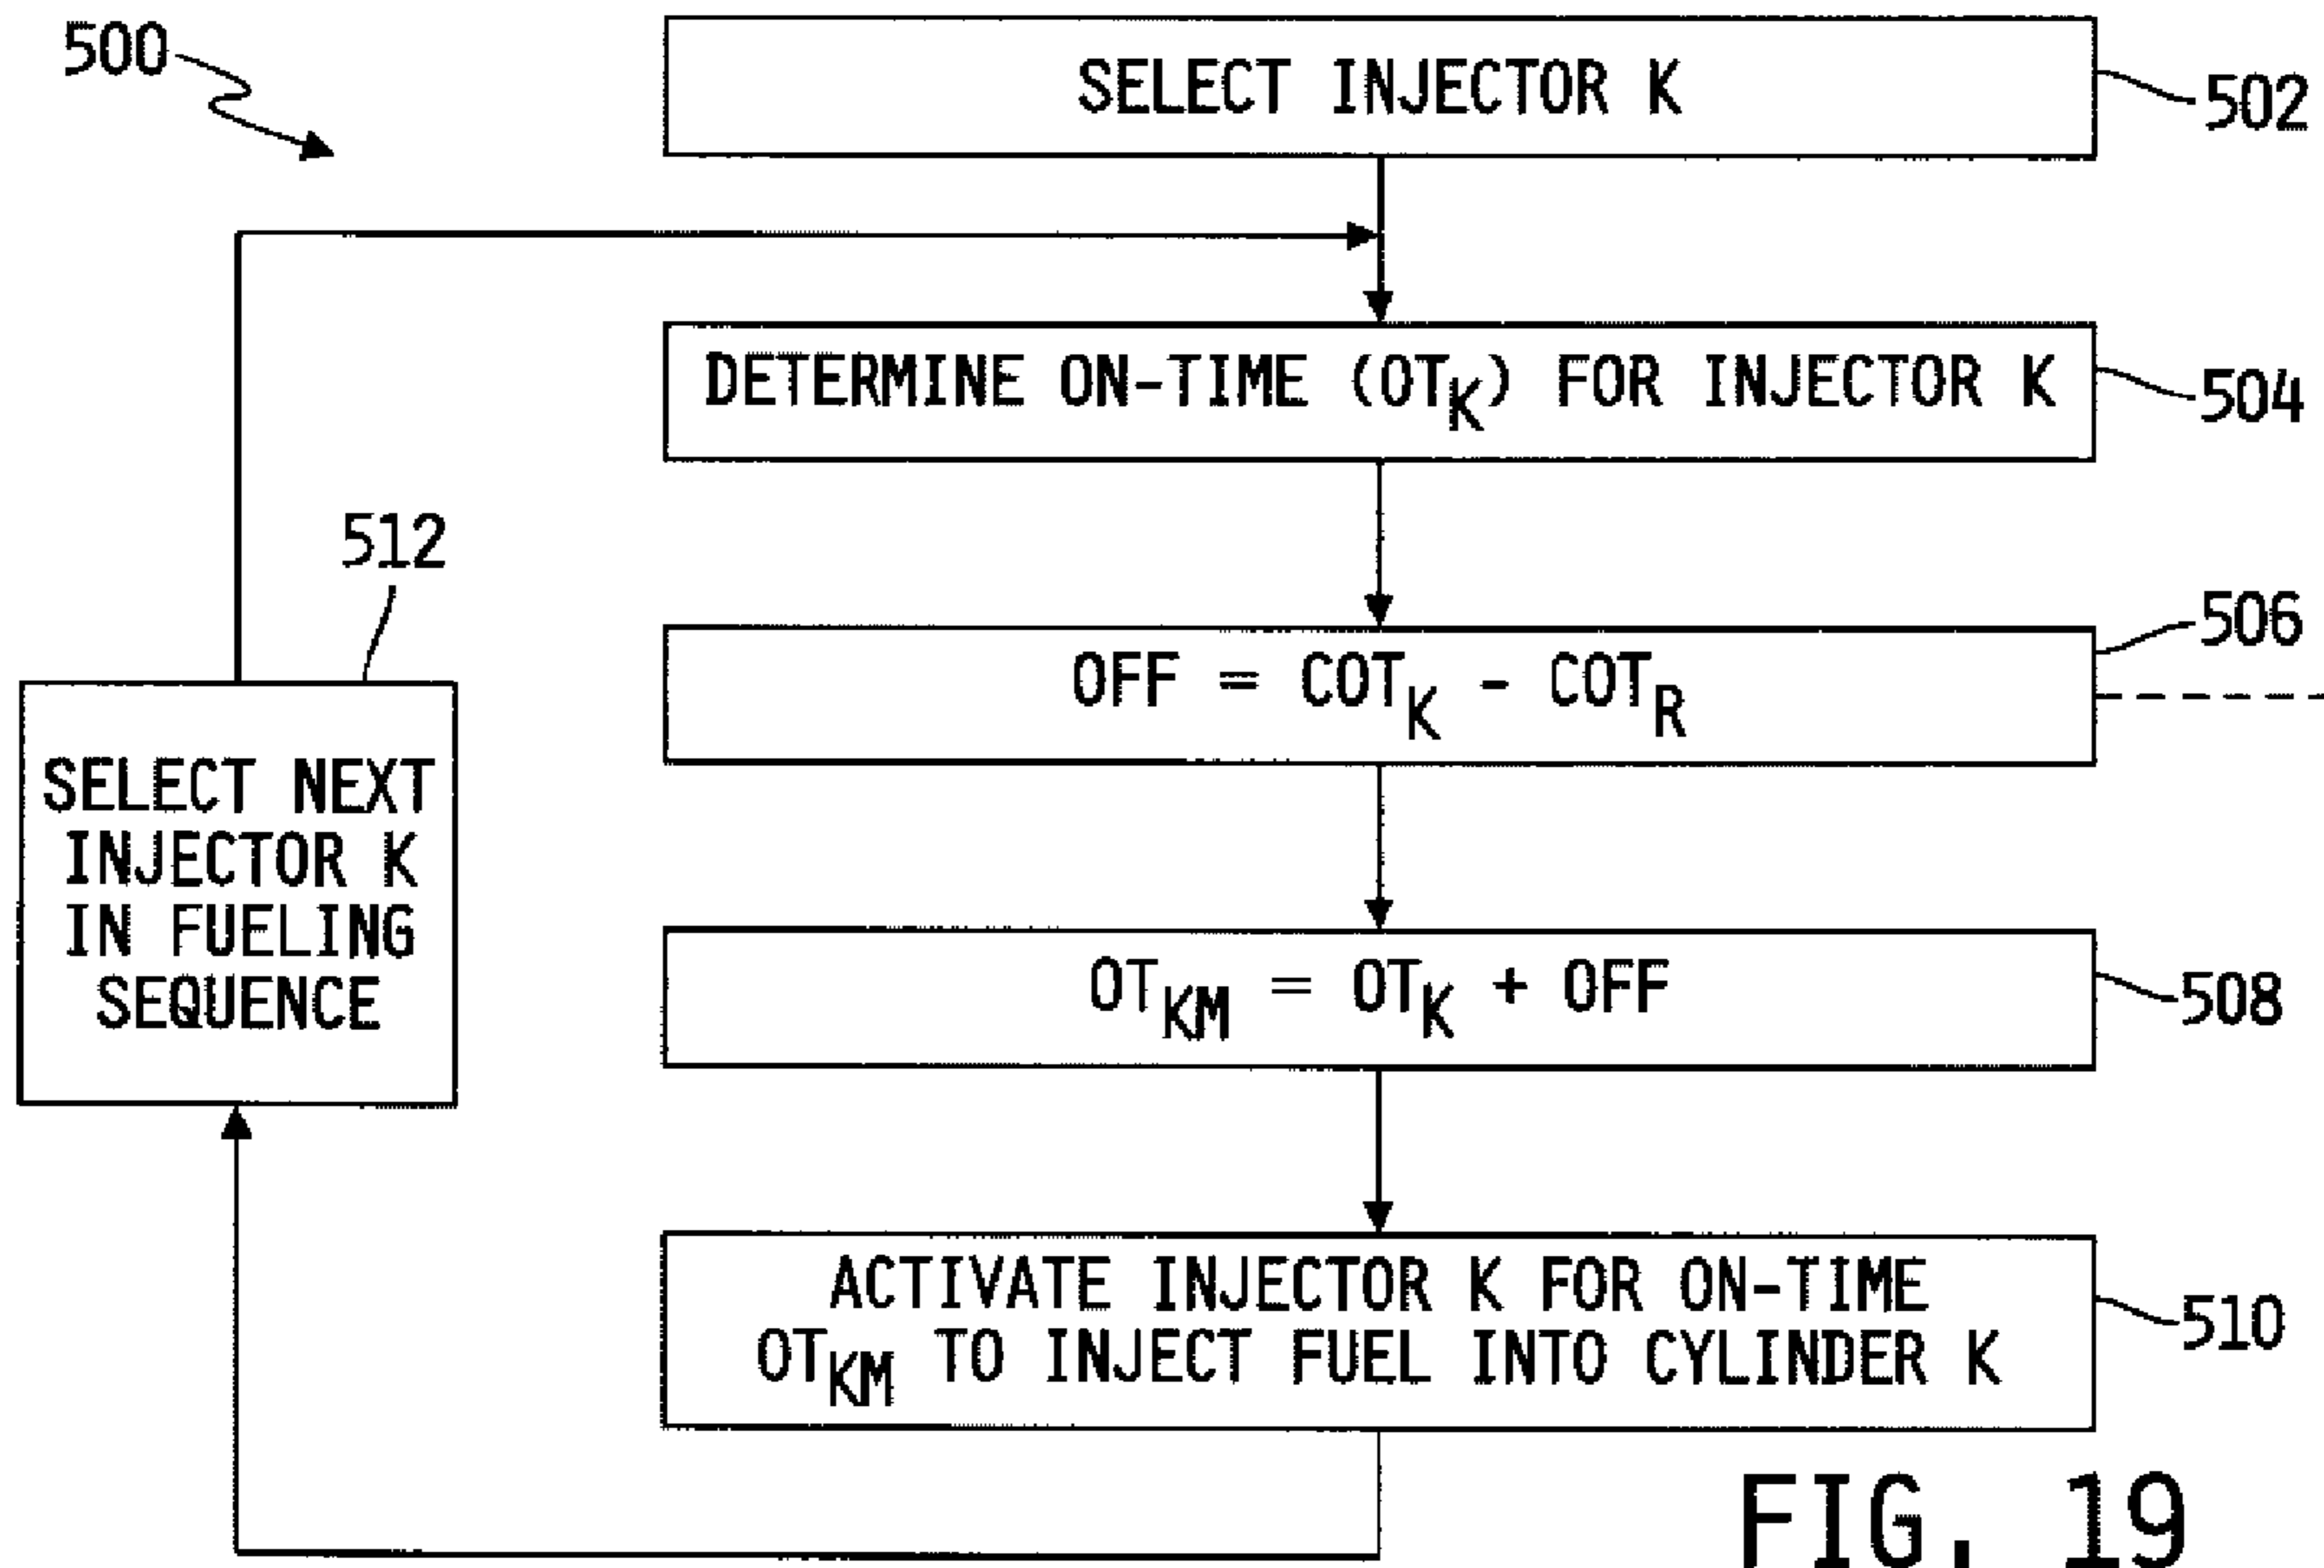 500
SELECT INJECTOR K
502
DETERMINE ON-TIME (OT_K) FOR INJECTOR K
504
512
OFF = COT_K - COT_R
506
SELECT NEXT
INJECTOR K
IN FUELING
SEQUENCE
OT_KM = OT_K + OFF
508
ACTIVATE INJECTOR K FOR ON-TIME
OT_KM TO INJECT FUEL INTO CYLINDER K
510
FIG. 19